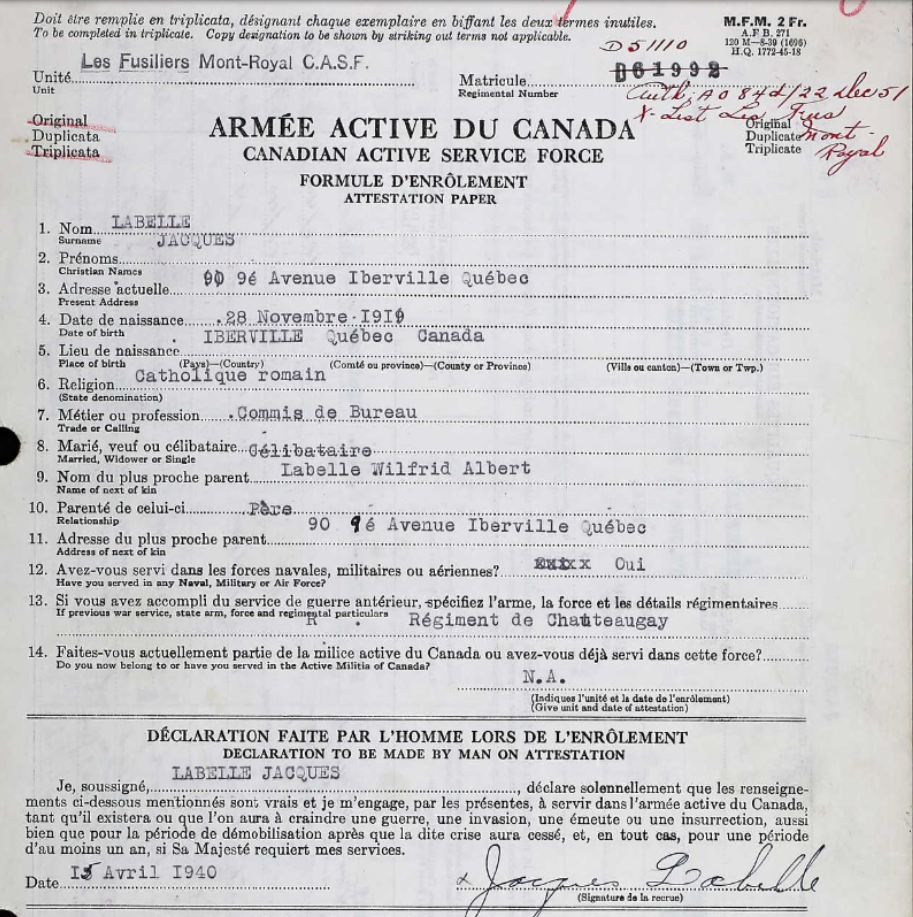 Doit être remplie en triplicata, désignant chaque exemplaire en biffant les deux termes inutiles.
To be completed in triplicate. Copy designation to be shown by striking out terms not applicable.
M.F.M. 2 Fr.
A.F.B. 271
120 M—8-39 (1696)
H.Q. 1772-45-18
D 51110
Les Fusiliers Mont-Royal C.A.S.F.
Unité
Unit
Matricule D61992
Regimental Number
Auth: A O 842/22 Dec 51
X-List Les Fus Mont-Royal
Original
Duplicata
Triplicata
ARMÉE ACTIVE DU CANADA
CANADIAN ACTIVE SERVICE FORCE
Original
Duplicate
Triplicate
FORMULE D'ENRÔLEMENT
ATTESTATION PAPER
1. Nom LABELLE
Surname
JACQUES
2. Prénoms
Christian Names
90 9é Avenue Iberville Québec
3. Adresse actuelle
Present Address
4. Date de naissance 28 Novembre 1919
Date of birth
IBERVILLE Québec Canada
5. Lieu de naissance
Place of birth (Pays)—(Country) (Comté ou province)—(County or Province) (Ville ou canton)—(Town or Twp.)
Catholique romain
6. Religion
(State denomination)
7. Métier ou profession Commis de Bureau
Trade or Calling
8. Marié, veuf ou célibataire Célibataire
Married, Widower or Single
Labelle Wilfrid Albert
9. Nom du plus proche parent
Name of next of kin
10. Parenté de celui-ci Père
Relationship
90 9é Avenue Iberville Québec
11. Adresse du plus proche parent
Address of next of kin
12. Avez-vous servi dans les forces navales, militaires ou aériennes? Oui
Have you served in any Naval, Military or Air Force?
13. Si vous avez accompli du service de guerre antérieur, spécifiez l'arme, la force et les détails régimentaires
If previous war service, state arm, force and regimental particulars
R . Régiment de Chateaugay
14. Faites-vous actuellement partie de la milice active du Canada ou avez-vous déjà servi dans cette force?
Do you now belong to or have you served in the Active Militia of Canada?
N.A.
(Indiques l'unité et la date de l'enrôlement)
(Give unit and date of attestation)
DÉCLARATION FAITE PAR L'HOMME LORS DE L'ENRÔLEMENT
DECLARATION TO BE MADE BY MAN ON ATTESTATION
LABELLE JACQUES
Je, soussigné, , déclare solennellement que les renseigne-
ments ci-dessous mentionnés sont vrais et je m'engage, par les présentes, à servir dans l'armée active du Canada,
tant qu'il existera ou que l'on aura à craindre une guerre, une invasion, une émeute ou une insurrection, aussi
bien que pour la période de démobilisation après que la dite crise aura cessé, et, en tout cas, pour une période
d'au moins un an, si Sa Majesté requiert mes services.
Date 15 Avril 1940
x Jacques Labelle
(Signature de la recrue)